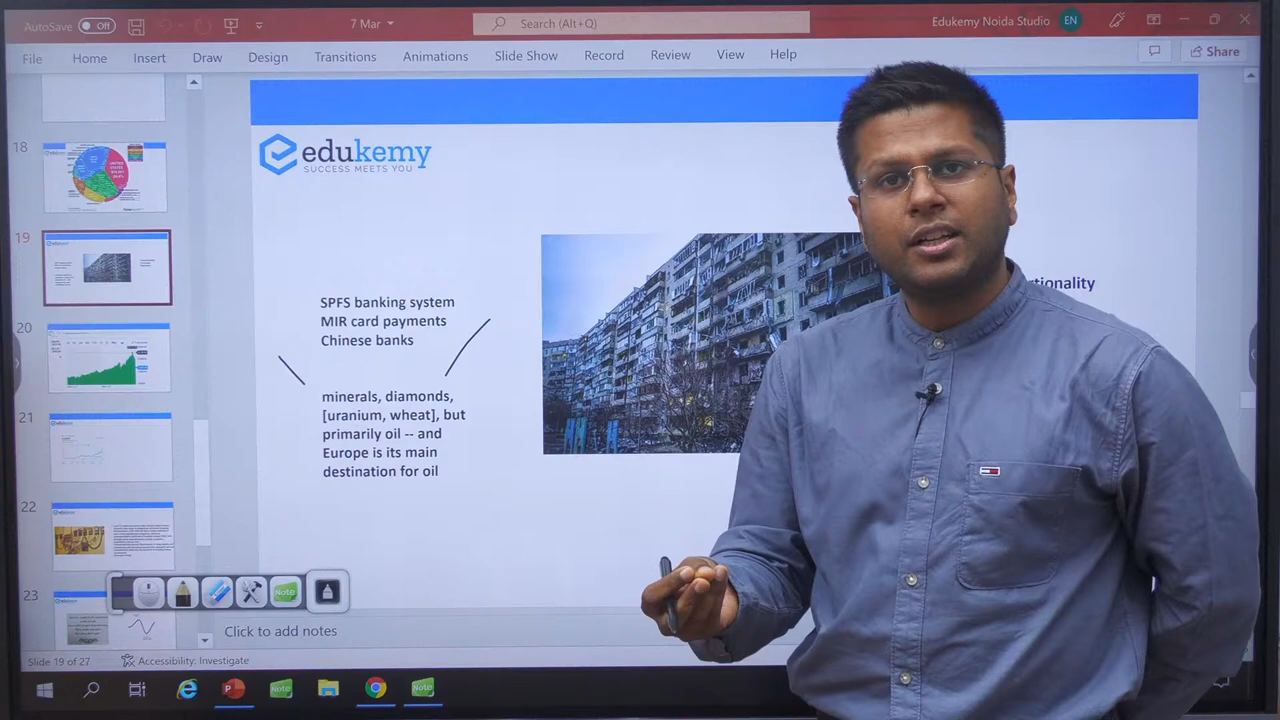 AutoSave Off
7 Mar
Search (Alt+Q)
Edukemy Noida Studio EN
File Home Insert Draw Design Transitions Animations Slide Show Record Review View Help
Share
edukemy
SUCCESS MEETS YOU
18
19
20
21
22
23
SPFS banking system
MIR card payments
Chinese banks
minerals, diamonds,
[uranium, wheat], but
primarily oil -- and
Europe is its main
destination for oil
tionality
Note
Click to add notes
Slide 19 of 27 Accessibility: Investigate
Note
Note